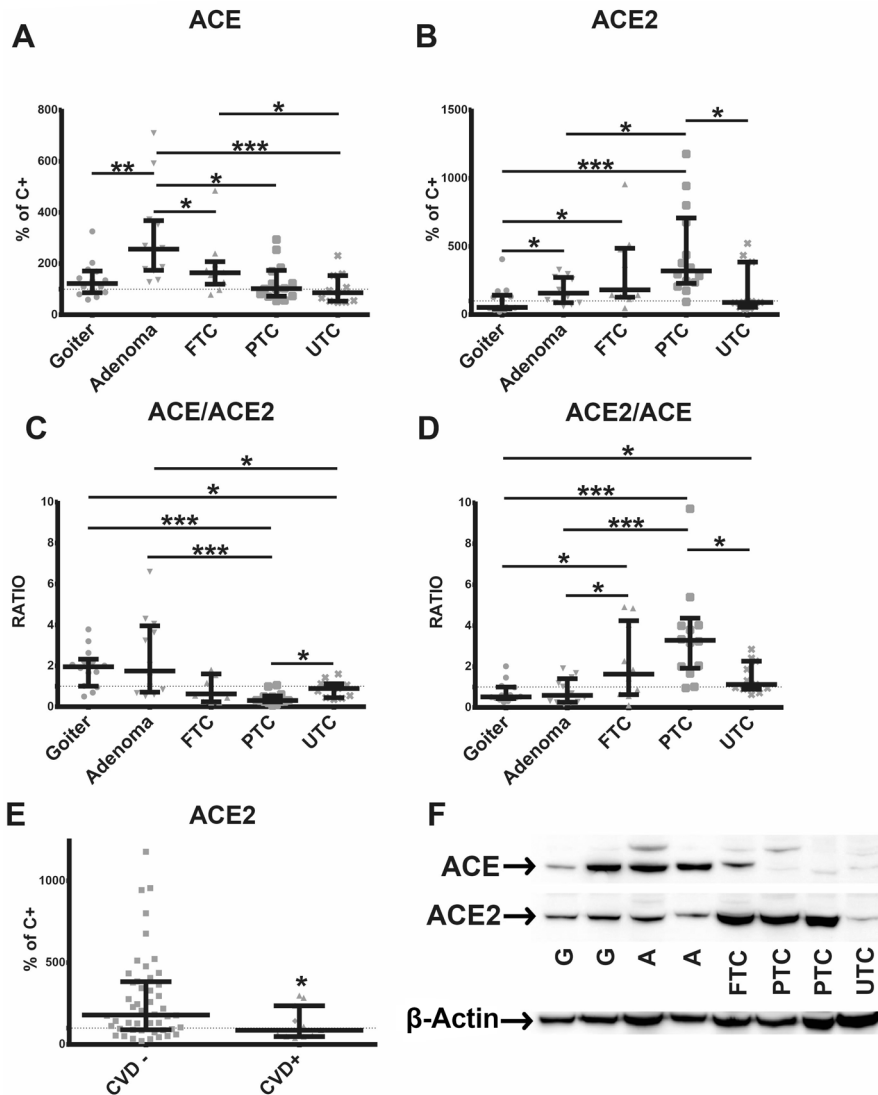 A
ACE
% of C+
800
600
400
200
0
*
***
**
*
*
Goiter
Adenoma
FTC
PTC
UTC
B
ACE2
% of C+
1500
1000
500
0
*
*
***
*
*
Goiter
Adenoma
FTC
PTC
UTC
C
ACE/ACE2
RATIO
10
8
6
4
2
0
*
*
***
***
*
Goiter
Adenoma
FTC
PTC
UTC
D
ACE2/ACE
RATIO
10
8
6
4
2
0
*
***
***
*
*
*
Goiter
Adenoma
FTC
PTC
UTC
E
ACE2
% of C+
1000
500
0
*
CVD -
CVD+
F
ACE
ACE2
G G A A FTC PTC PTC UTC
β-Actin